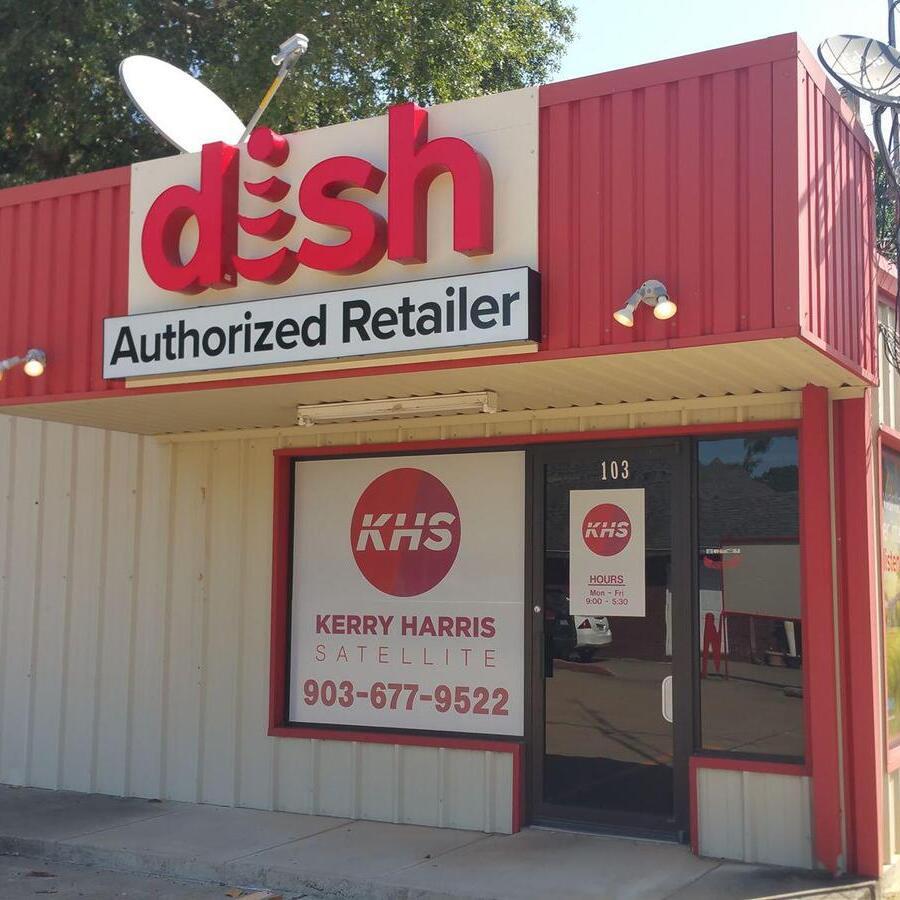 dish
Authorized Retailer
103
KHS
KERRY HARRIS
SATELLITE
903-677-9522
KHS
HOURS
Mon - Fri
9:00 - 5:30